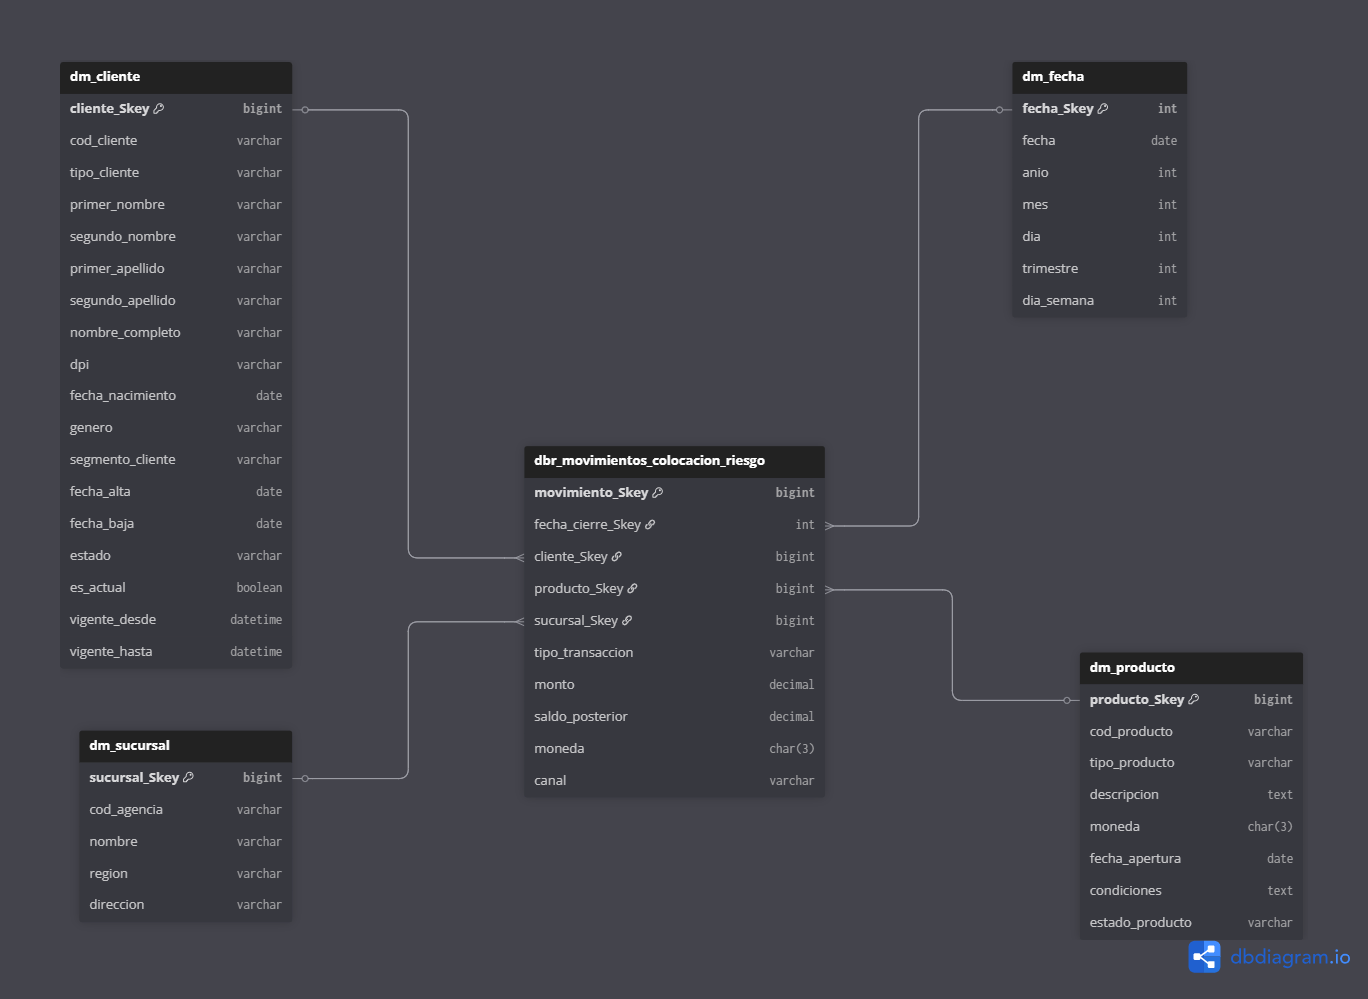 dm_cliente
cliente_Skey bigint
cod_cliente varchar
tipo_cliente varchar
primer_nombre varchar
segundo_nombre varchar
primer_apellido varchar
segundo_apellido varchar
nombre_completo varchar
dpi varchar
fecha_nacimiento date
genero varchar
segmento_cliente varchar
fecha_alta date
fecha_baja date
estado varchar
es_actual boolean
vigente_desde datetime
vigente_hasta datetime
dm_fecha
fecha_Skey int
fecha date
anio int
mes int
dia int
trimestre int
dia_semana int
dbr_movimientos_colocacion_riesgo
movimiento_Skey bigint
fecha_cierre_Skey int
cliente_Skey bigint
producto_Skey bigint
sucursal_Skey bigint
tipo_transaccion varchar
monto decimal
saldo_posterior decimal
moneda char(3)
canal varchar
dm_sucursal
sucursal_Skey bigint
cod_agencia varchar
nombre varchar
region varchar
direccion varchar
dm_producto
producto_Skey bigint
cod_producto varchar
tipo_producto varchar
descripcion text
moneda char(3)
fecha_apertura date
condiciones text
estado_producto varchar
dbdiagram.io